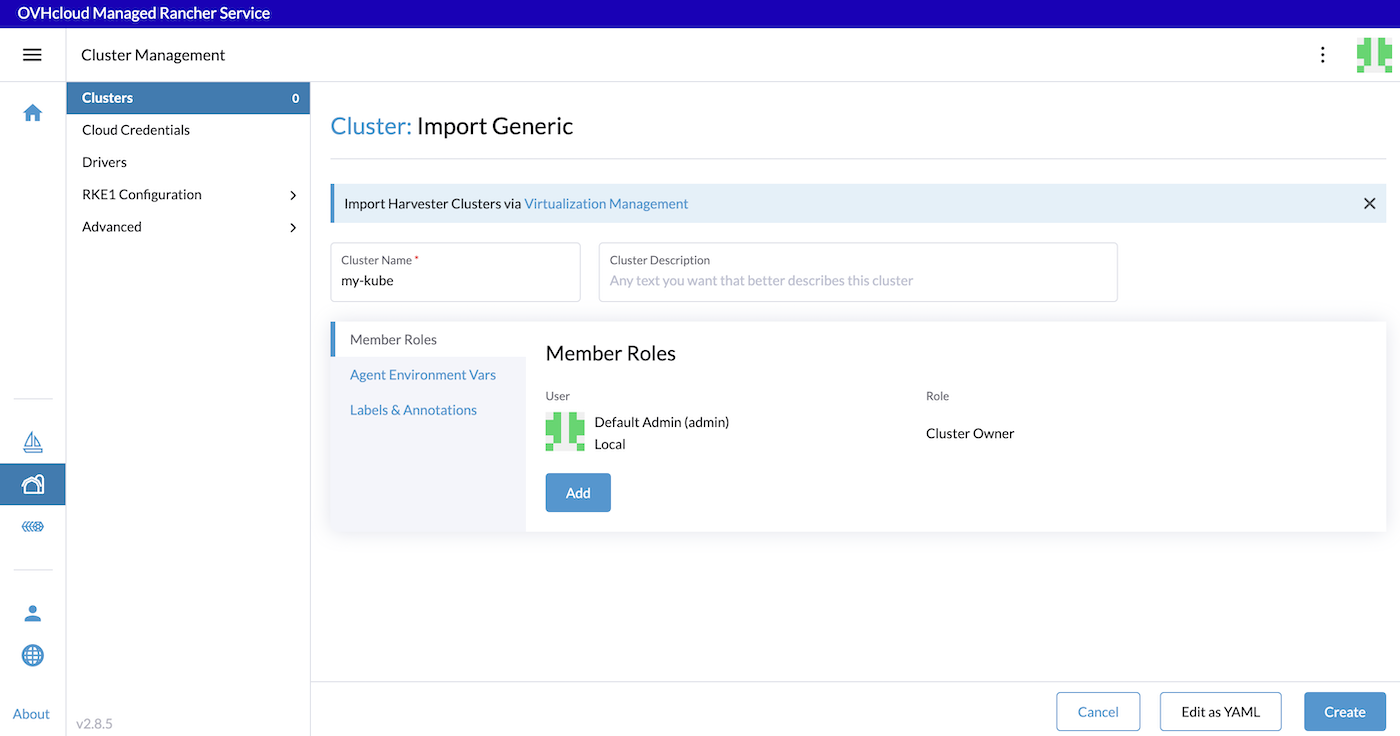 OVHcloud Managed Rancher Service
Cluster Management
Clusters 0
Cloud Credentials
Drivers
RKE1 Configuration
Advanced
Cluster: Import Generic
Import Harvester Clusters via Virtualization Management
Cluster Name *
my-kube
Cluster Description
Any text you want that better describes this cluster
Member Roles
Agent Environment Vars
Labels & Annotations
Member Roles
User
Role
Default Admin (admin)
Local
Cluster Owner
Add
About
v2.8.5
Cancel
Edit as YAML
Create